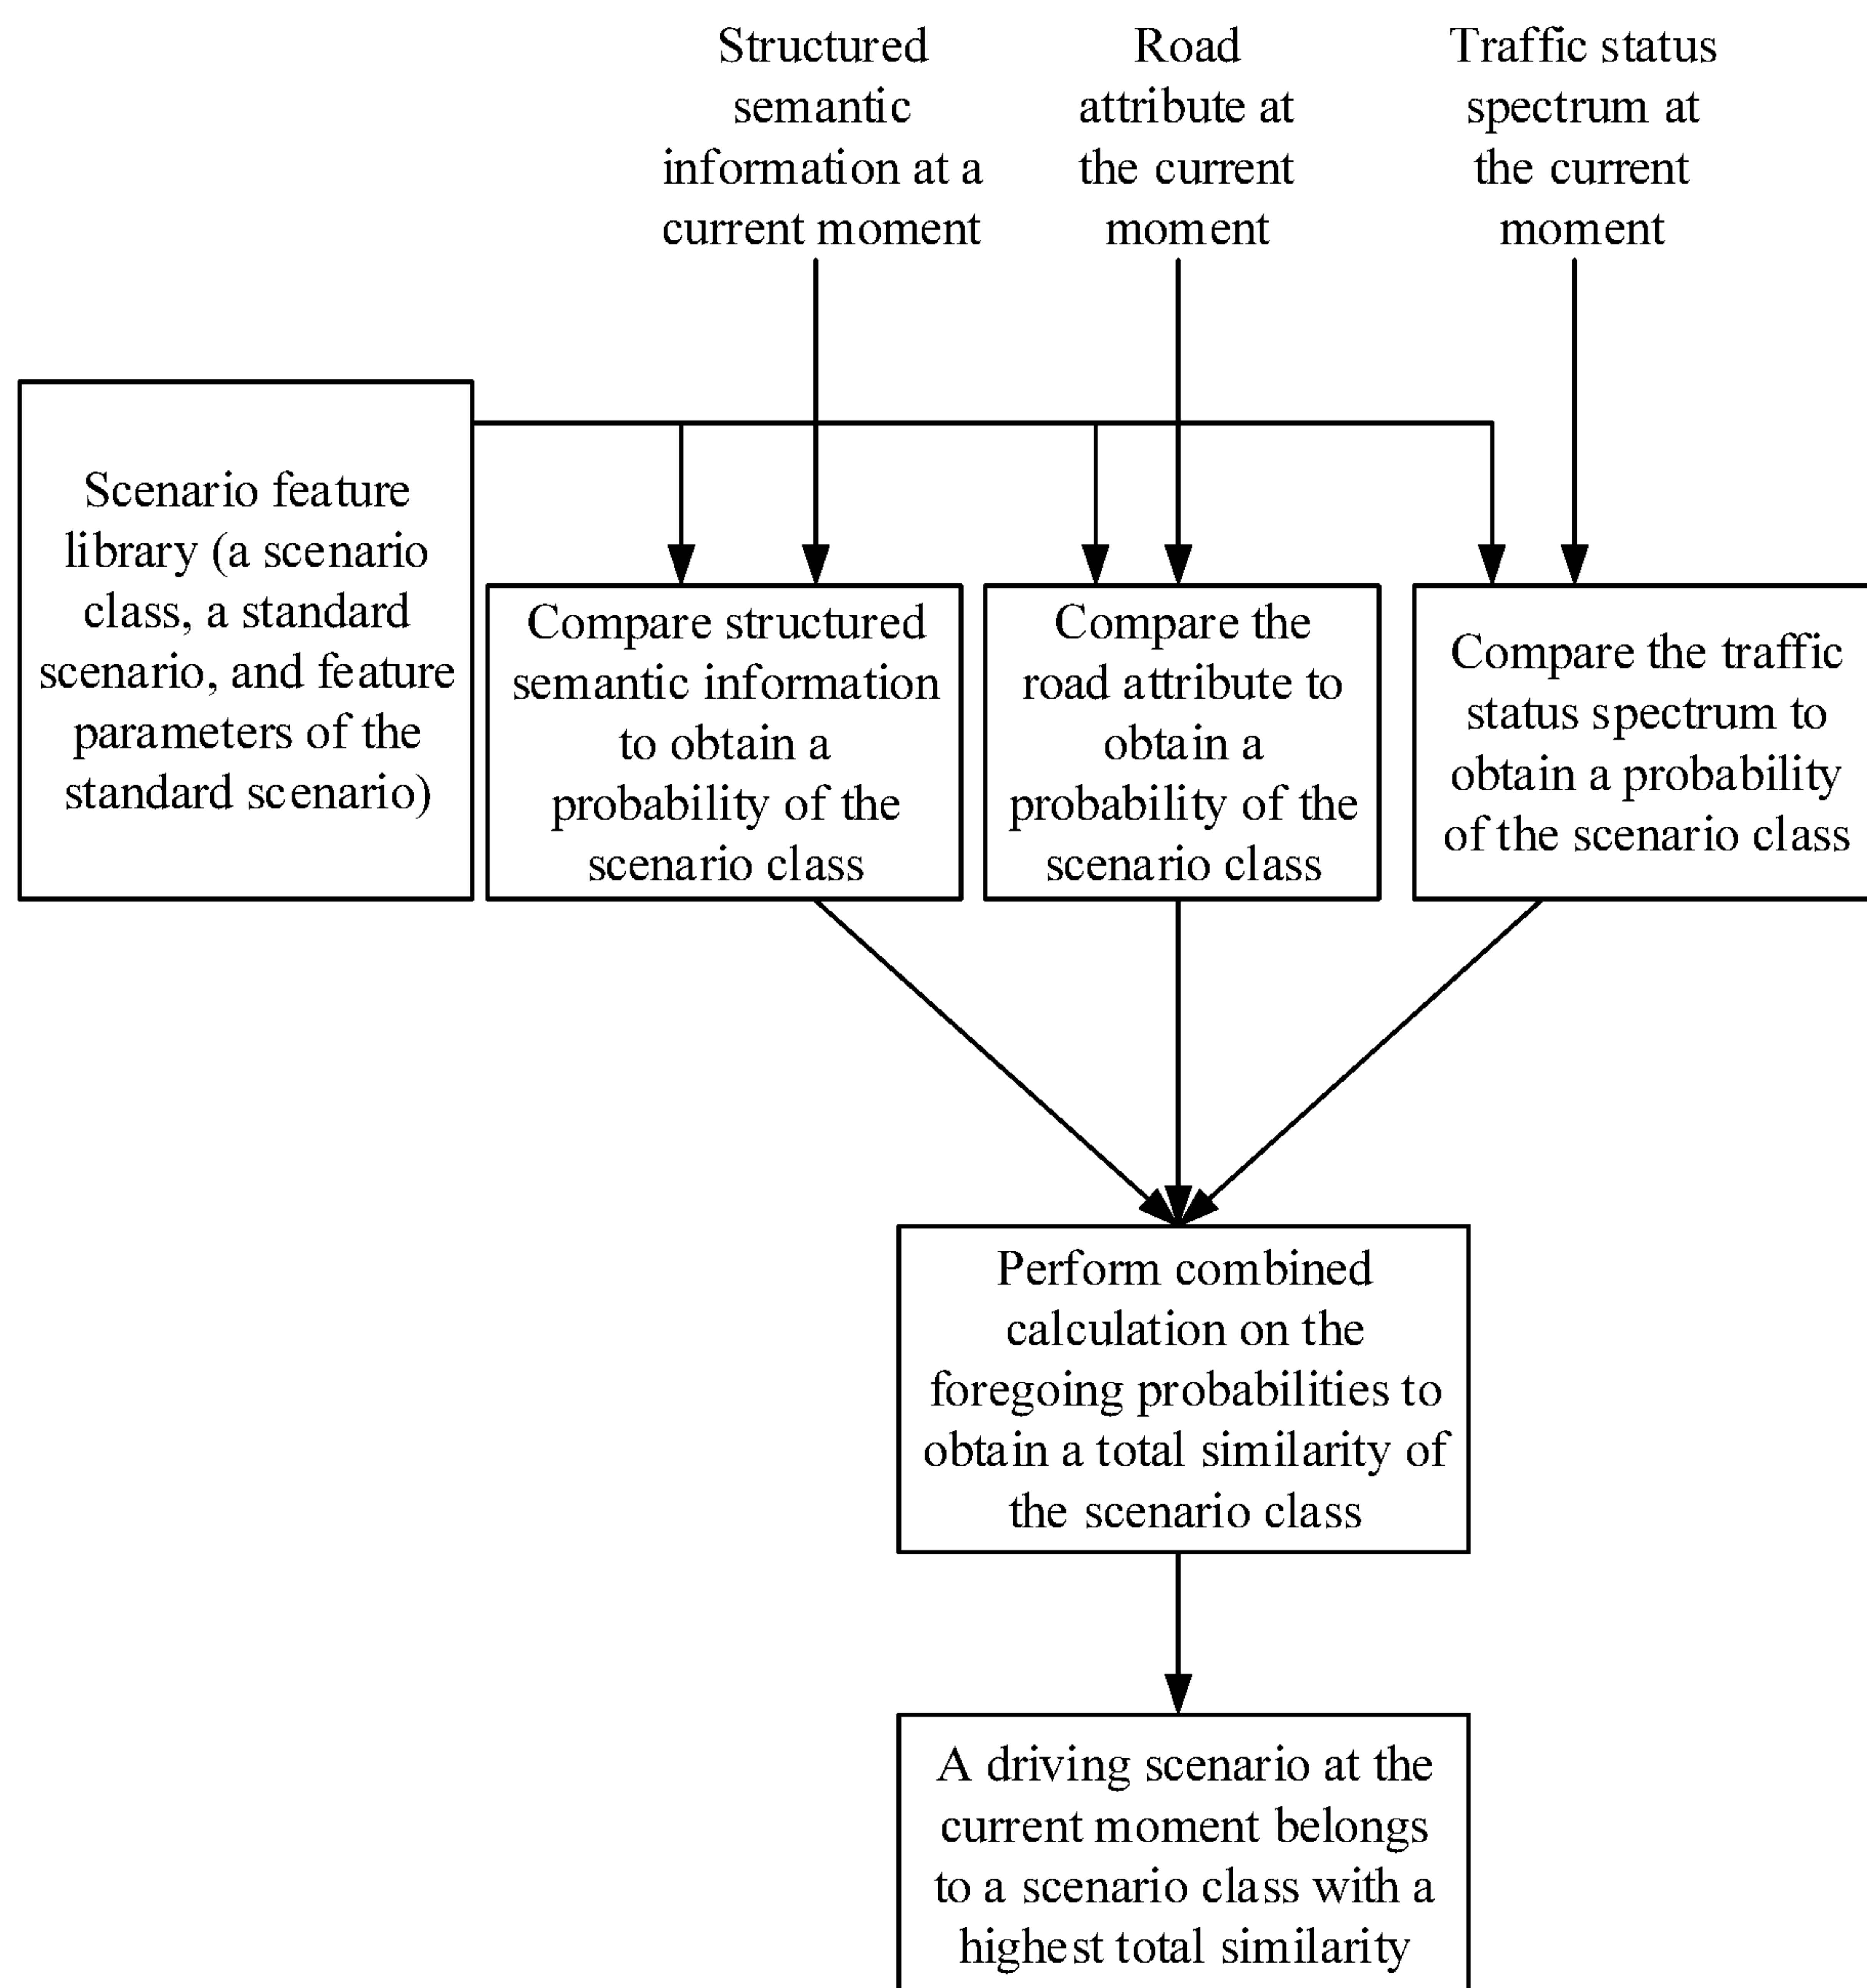 Structured
semantic
information at a
current moment
Road
attribute at
the current
moment
Traffic status
spectrum at
the current
moment
Scenario feature
library (a scenario
class, a standard
scenario, and feature
parameters of the
standard scenario)
Compare structured
semantic information
to obtain a
probability of the
scenario class
Compare the
road attribute to
obtain a
probability of the
scenario class
Compare the traffic
status spectrum to
obtain a probability
of the scenario class
Perform combined
calculation on the
foregoing probabilities to
obtain a total similarity of
the scenario class
A driving scenario at the
current moment belongs
to a scenario class with a
highest total similarity